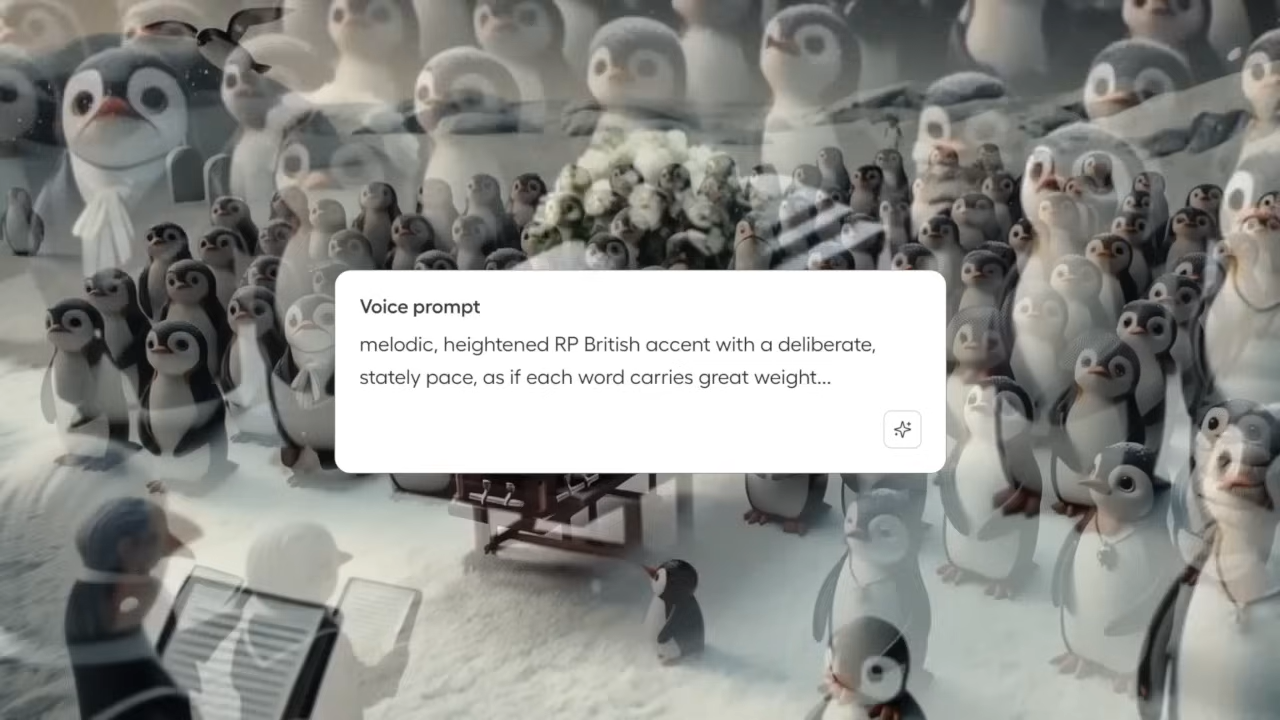 Voice prompt
melodic, heightened RP British accent with a deliberate,
stately pace, as if each word carries great weight...